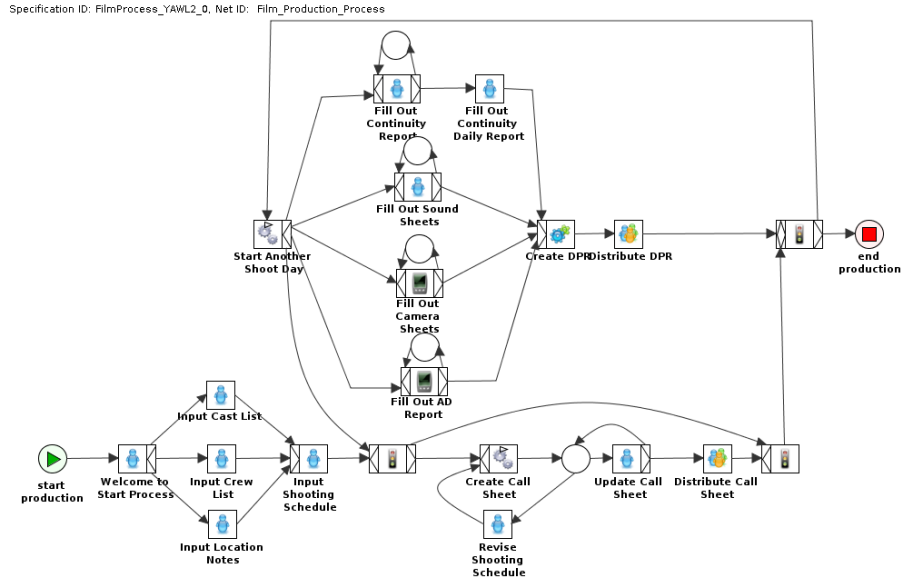 Specification ID: FilmProcess_YAWL2_0, Net ID: Film_Production_Process
Fill Out
Continuity
Report
Fill Out
Continuity
Daily Report
Fill Out Sound
Sheets
Start Another
Shoot Day
Create DPR
Distribute DPR
end
production
Fill Out
Camera
Sheets
Fill Out AD
Report
Input Cast List
start
production
Welcome to
Start Process
Input Crew
List
Input
Shooting
Schedule
Create Call
Sheet
Update Call
Sheet
Distribute Call
Sheet
Input Location
Notes
Revise
Shooting
Schedule